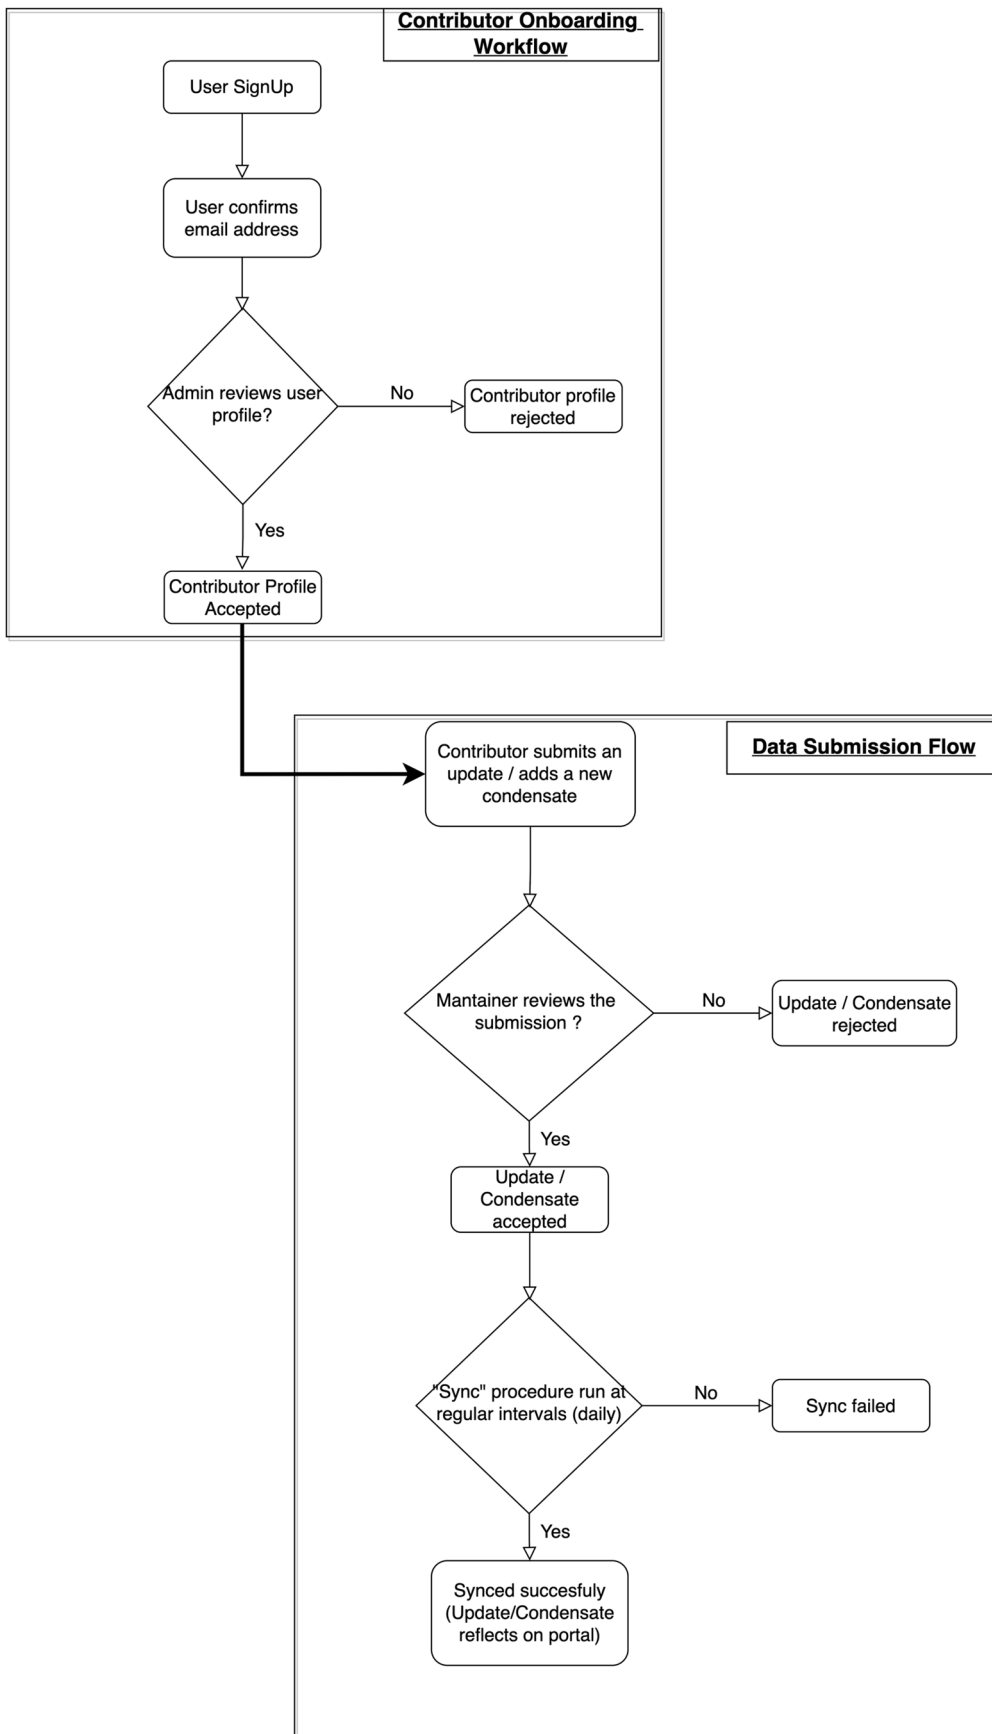 Contributor Onboarding
Workflow
User SignUp
User confirms
email address
Admin reviews user
profile?
No
Contributor profile
rejected
Yes
Contributor Profile
Accepted
Contributor submits an
update / adds a new
condensate
Data Submission Flow
Mantainer reviews the
submission ?
No
Update / Condensate
rejected
Yes
Update /
Condensate
accepted
"Sync" procedure run at
regular intervals (daily)
No
Sync failed
Yes
Synced succesfuly
(Update/Condensate
reflects on portal)